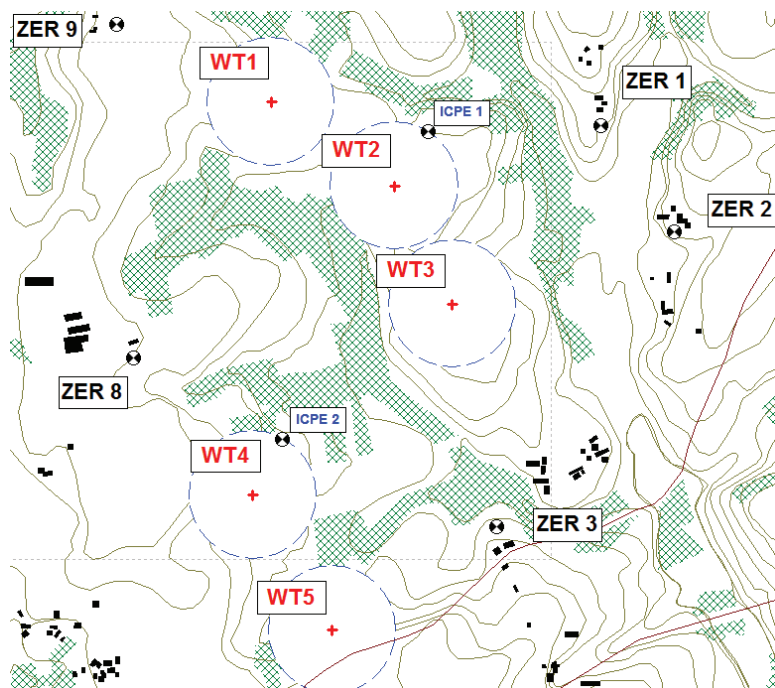 ZER 9
WT1
ZER 1
ICPE 1
WT2
ZER 2
WT3
ZER 8
ICPE 2
WT4
ZER 3
WT5